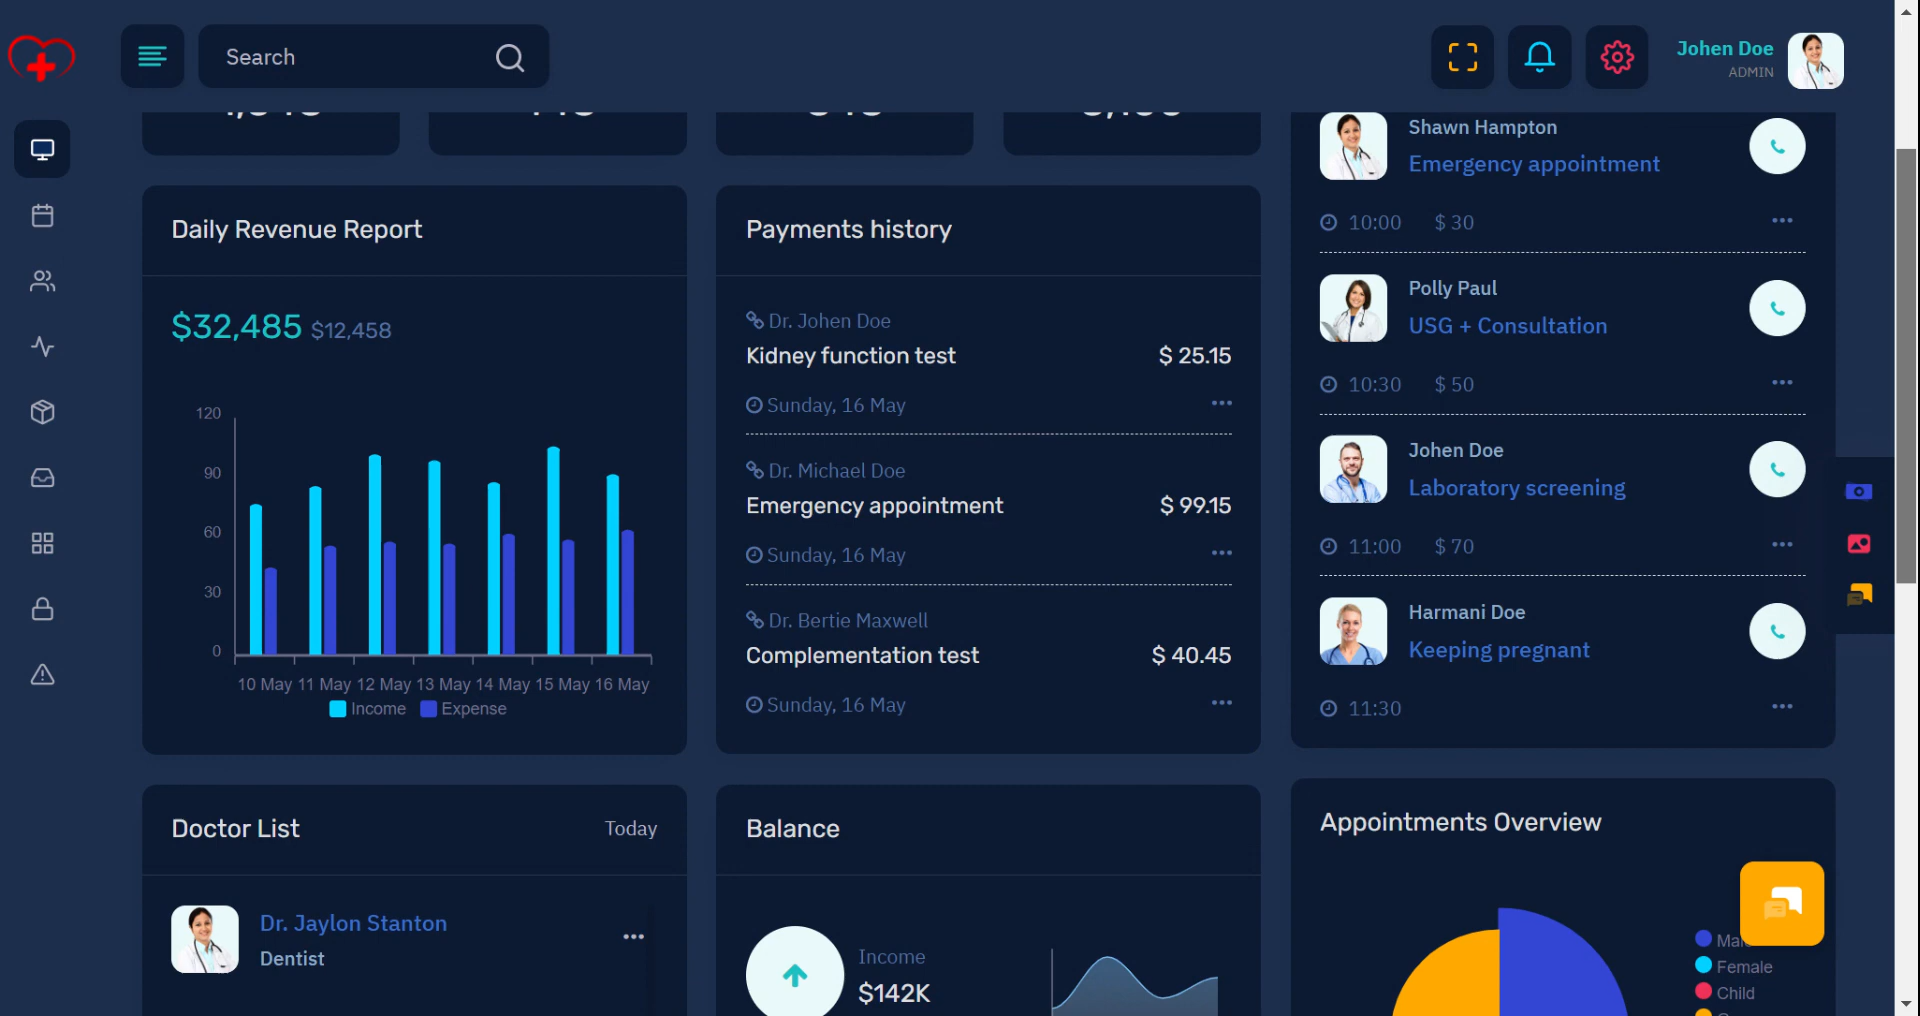 Search
Johen Doe
ADMIN
Shawn Hampton
Emergency appointment
10:00 $ 30
Polly Paul
USG + Consultation
10:30 $ 50
Johen Doe
Laboratory screening
11:00 $ 70
Harmani Doe
Keeping pregnant
11:30
Daily Revenue Report
$32,485 $12,458
120
90
60
30
0
10 May 11 May 12 May 13 May 14 May 15 May 16 May
Income Expense
Payments history
Dr. Johen Doe
Kidney function test $ 25.15
Sunday, 16 May
Dr. Michael Doe
Emergency appointment $ 99.15
Sunday, 16 May
Dr. Bertie Maxwell
Complementation test $ 40.45
Sunday, 16 May
Doctor List Today
Dr. Jaylon Stanton
Dentist
Balance
Income
$142K
Appointments Overview
Female
Child